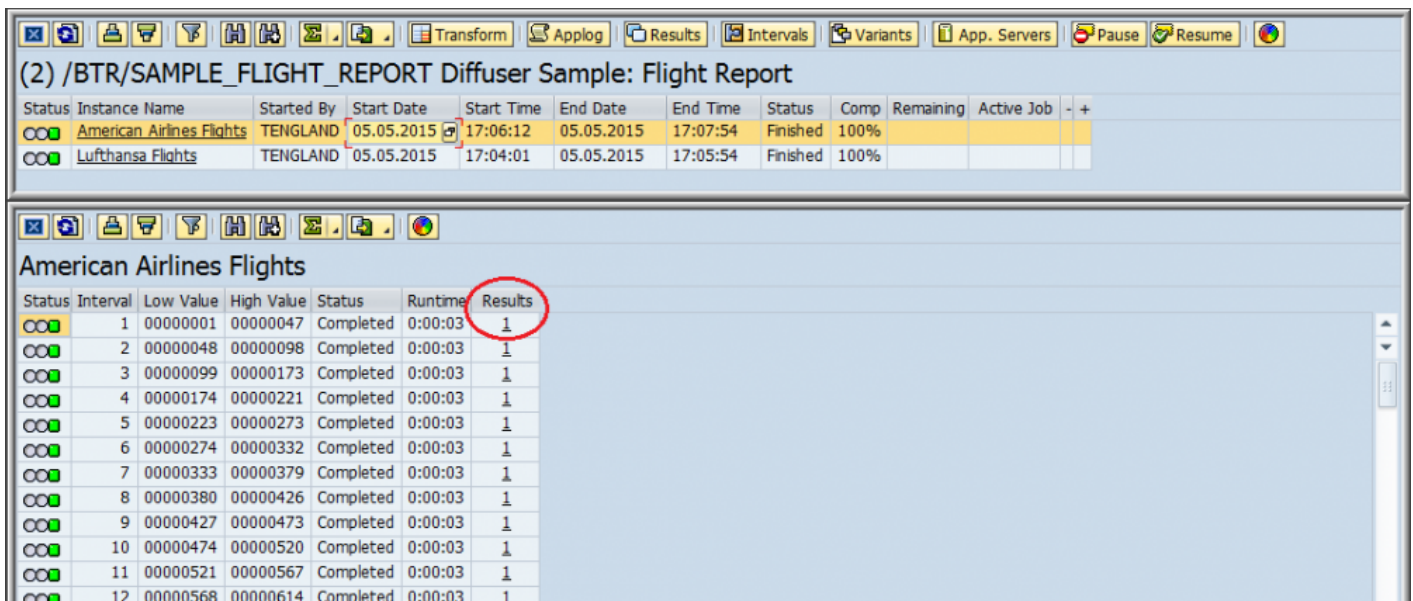 Transform Applog Results Intervals Variants App. Servers Pause Resume
(2) /BTR/SAMPLE_FLIGHT_REPORT Diffuser Sample: Flight Report
Status Instance Name Started By Start Date Start Time End Date End Time Status Comp Remaining Active Job - +
American Airlines Flights TENGLAND 05.05.2015 17:06:12 05.05.2015 17:07:54 Finished 100%
Lufthansa Flights TENGLAND 05.05.2015 17:04:01 05.05.2015 17:05:54 Finished 100%
American Airlines Flights
Status Interval Low Value High Value Status Runtime Results
1 00000001 00000047 Completed 0:00:03 1
2 00000048 00000098 Completed 0:00:03 1
3 00000099 00000173 Completed 0:00:03 1
4 00000174 00000221 Completed 0:00:03 1
5 00000223 00000273 Completed 0:00:03 1
6 00000274 00000332 Completed 0:00:03 1
7 00000333 00000379 Completed 0:00:03 1
8 00000380 00000426 Completed 0:00:03 1
9 00000427 00000473 Completed 0:00:03 1
10 00000474 00000520 Completed 0:00:03 1
11 00000521 00000567 Completed 0:00:03 1
12 00000568 00000614 Completed 0:00:03 1